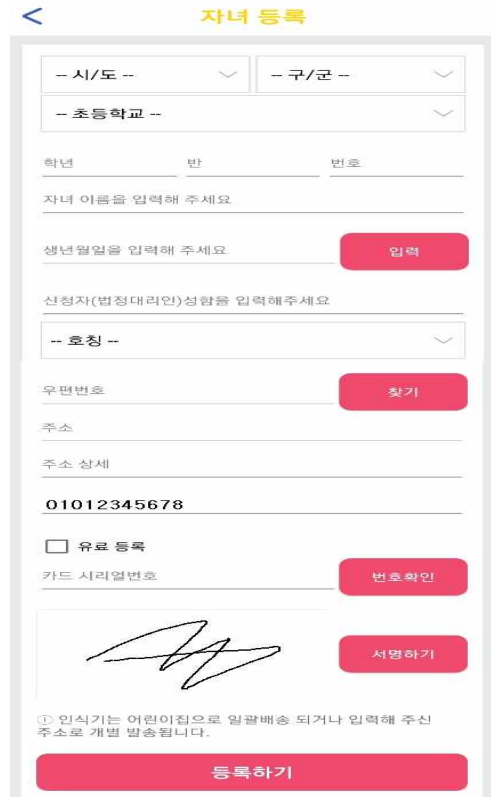 자녀 등록
-- 시/도 -- -- 구/군 --
-- 초등학교 --
학년 반 번호
자녀 이름을 입력해 주세요
생년월일을 입력해 주세요 입력
신청자(법정대리인)성함을 입력해주세요
-- 호칭 --
우편번호 찾기
주소
주소 상세
01012345678
유료 등록
카드 시리얼번호 번호확인
서명하기
ⓘ 인식기는 어린이집으로 일괄배송 되거나 입력해 주신
주소로 개별 발송됩니다.
등록하기